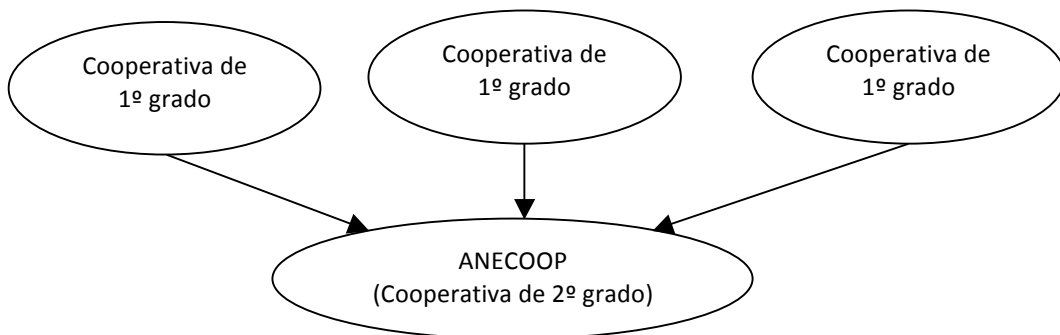 Cooperativa de
1º grado
Cooperativa de
1º grado
Cooperativa de
1º grado
ANECOOP
(Cooperativa de 2º grado)